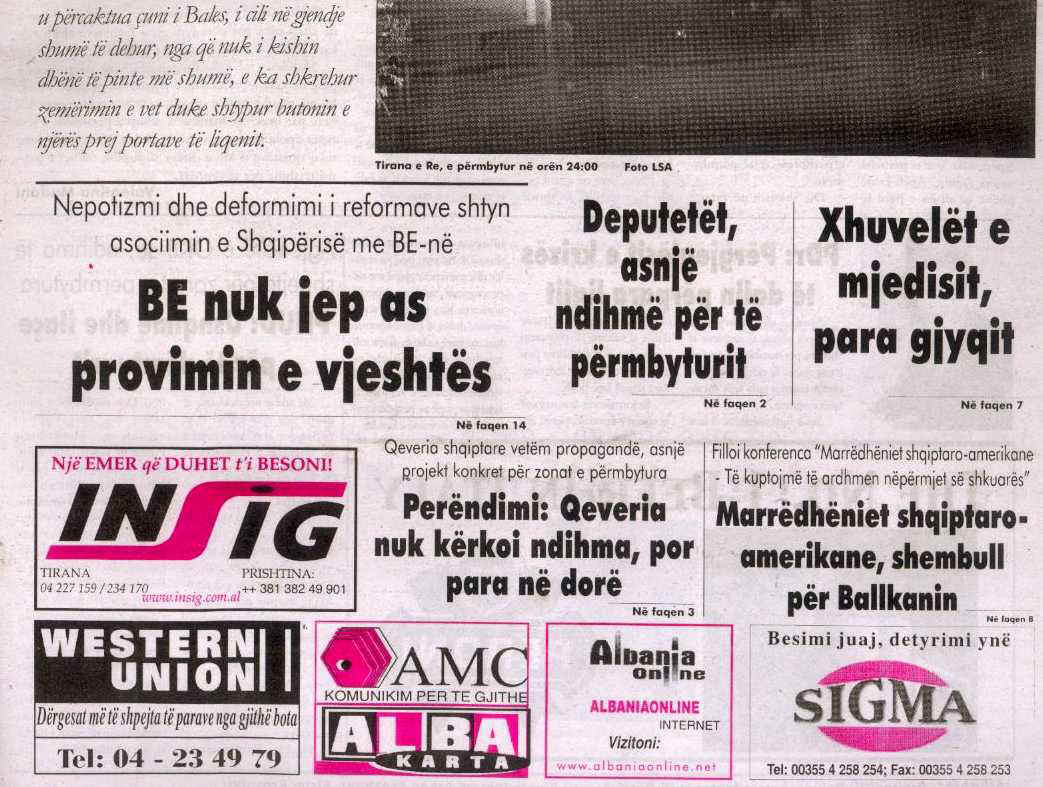 u përcaktua çuni i Bales, i cili në gjendje
shumë të dehur, nga që nuk i kishin
dhënë të pinte më shumë, e ka shkrehur
zemërimin e vet duke shtypur butonin e
njërës prej portave të liqenit.
Tirana e Re, e përmbytur në orën 24:00 Foto LSA
Nepotizmi dhe deformimi i reformave shtyn
asociimin e Shqipërisë me BE-në
BE nuk jep as
provimin e vjeshtës
Në faqen 14
Deputetët,
asnjë
ndihmë për të
përmbyturit
Në faqen 2
Xhuvelët e
mjedisit,
para gjyqit
Në faqen 7
Një EMER që DUHET t'i BESONI!
INSIG
TIRANA
04 227 159 / 234 170
PRISHTINA:
++ 381 382 49 901
www.insig.com.al
Qeveria shqiptare vetëm propagandë, asnjë
projekt konkret për zonat e përmbytura
Perëndimi: Qeveria
nuk kërkoi ndihma, por
para në dorë
Në faqen 3
Filloi konferenca "Marrëdhëniet shqiptaro-amerikane
- Të kuptojmë të ardhmen nëpërmjet së shkuarës"
Marrëdhëniet shqiptaro-
amerikane, shembull
për Ballkanin
Në faqen 8
WESTERN
UNION
Dërgesat më të shpejta të parave nga gjithë bota
Tel: 04 - 23 49 79
AMC
KOMUNIKIM PER TE GJITHE
ALBA
KARTA
Albania
Online
ALBANIAONLINE
INTERNET
Vizitoni:
www.albaniaonline.net
Besimi juaj, detyrimi ynë
SIGMA
Tel: 00355 4 258 254; Fax: 00355 4 258 253